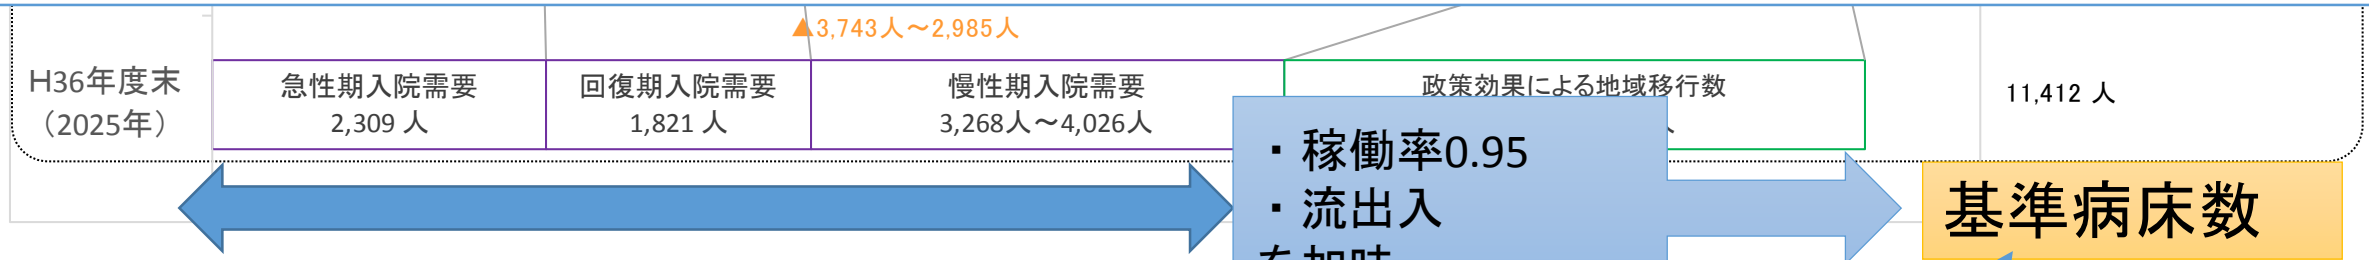 ▲3,743人～2,985人
H36年度末
（2025年）
急性期入院需要
2,309 人
回復期入院需要
1,821 人
慢性期入院需要
3,268人～4,026人
政策効果による地域移行数
11,412 人
・稼働率0.95
・流出入
基準病床数